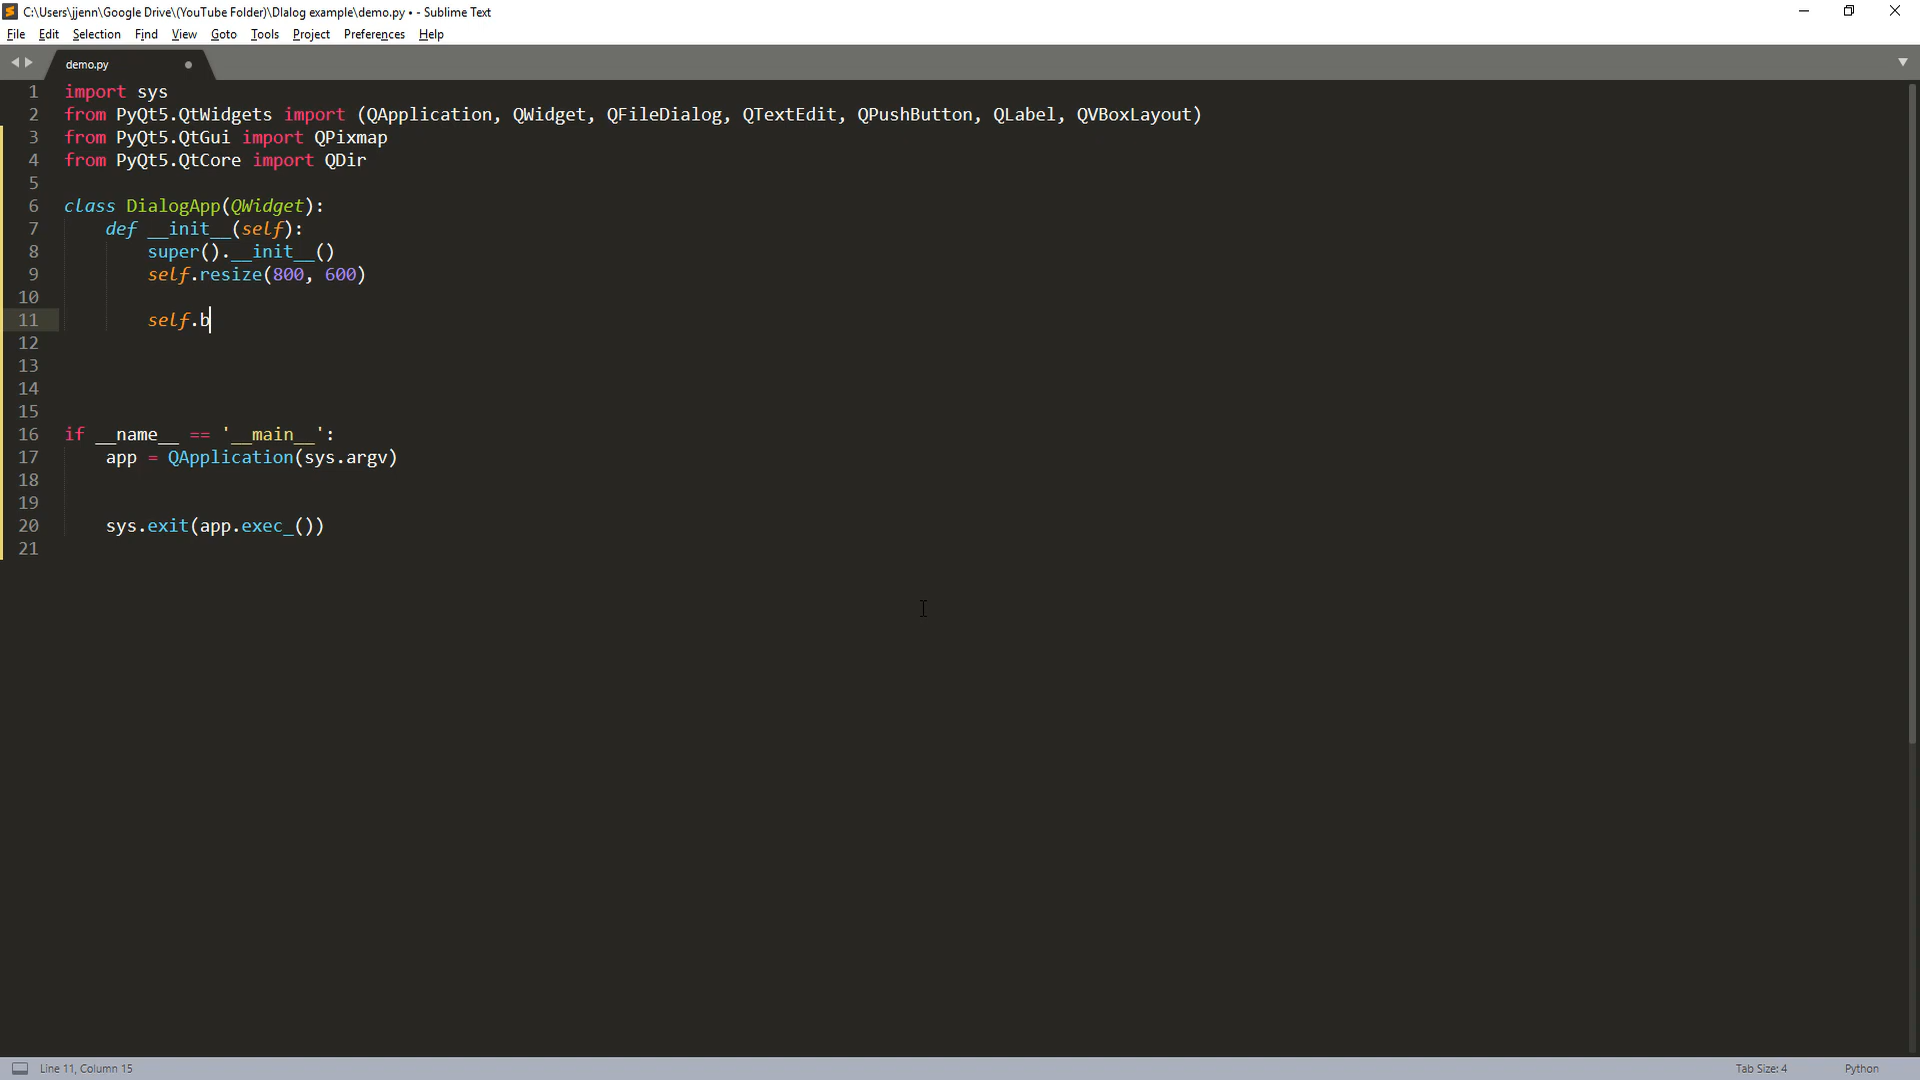 C:\Users\jjenn\Google Drive\(YouTube Folder)\DIalog example\demo.py • - Sublime Text
File Edit Selection Find View Goto Tools Project Preferences Help
demo.py
1 import sys
2 from PyQt5.QtWidgets import (QApplication, QWidget, QFileDialog, QTextEdit, QPushButton, QLabel, QVBoxLayout)
3 from PyQt5.QtGui import QPixmap
4 from PyQt5.QtCore import QDir
5
6 class DialogApp(QWidget):
7     def __init__(self):
8         super().__init__()
9         self.resize(800, 600)
10
11         self.b
12
13
14
15
16 if __name__ == '__main__':
17     app = QApplication(sys.argv)
18
19
20     sys.exit(app.exec_())
21
Line 11, Column 15 Tab Size: 4 Python